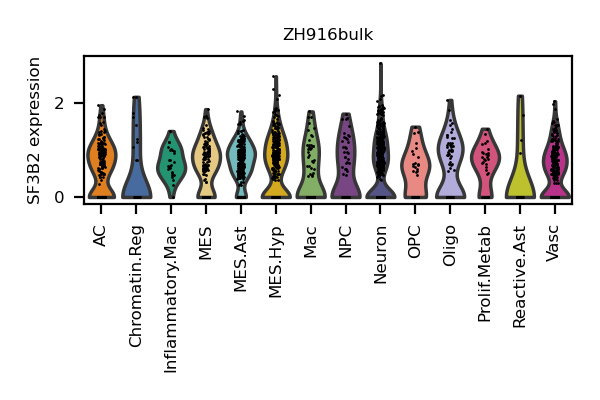 ZH916bulk
SF3B2 expression
2
0
AC
Chromatin.Reg
Inflammatory.Mac
MES
MES.Ast
MES.Hyp
Mac
NPC
Neuron
OPC
Oligo
Prolif.Metab
Reactive.Ast
Vasc